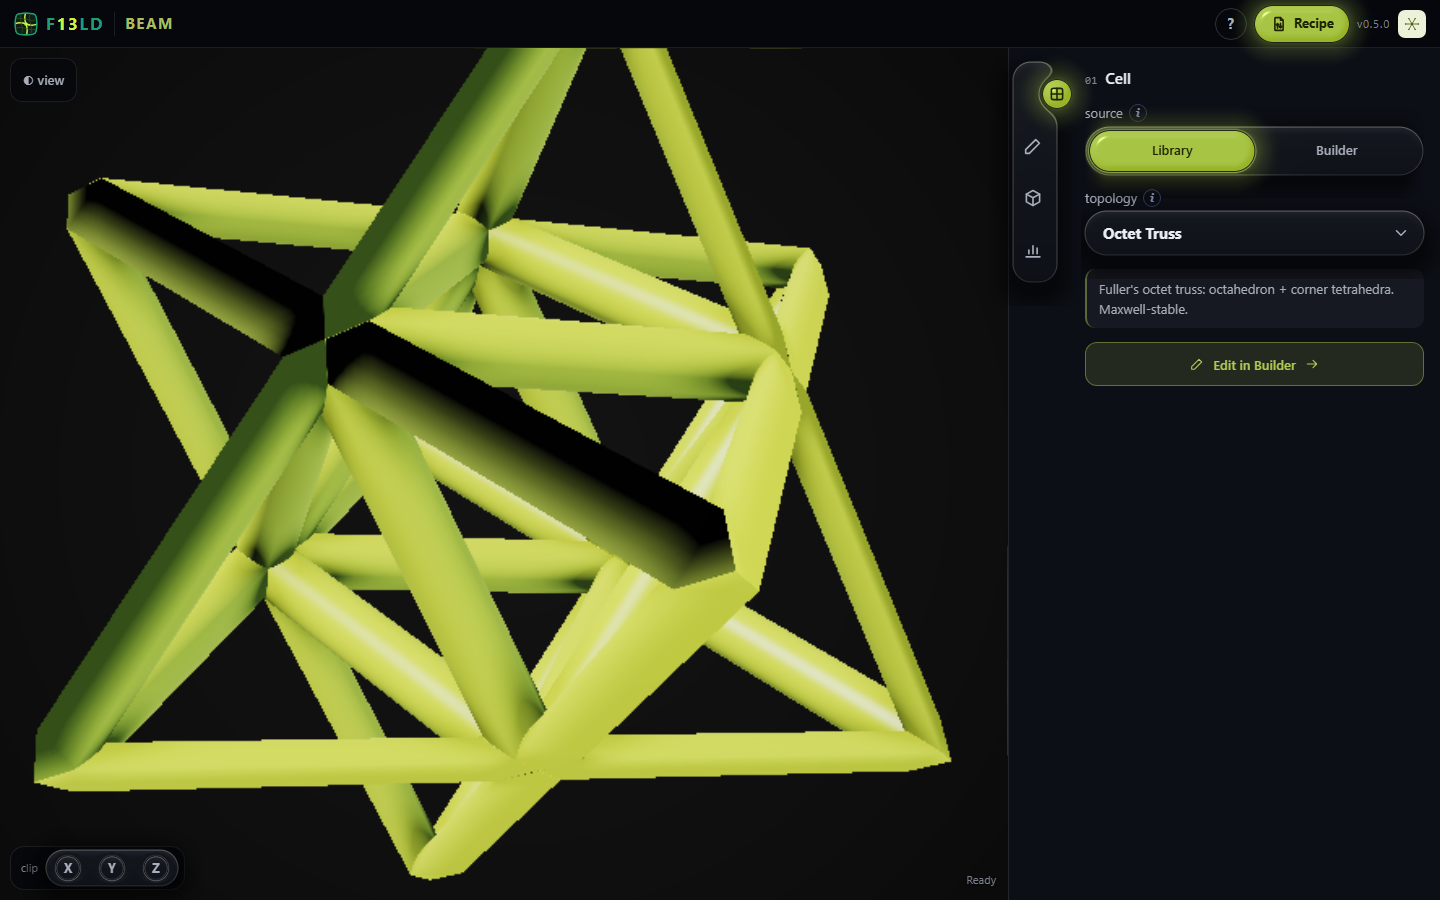 F13LD BEAM
? Recipe v0.5.0
view
01 Cell
source i
Library Builder
topology i
Octet Truss
Fuller's octet truss: octahedron + corner tetrahedra.
Maxwell-stable.
Edit in Builder →
clip X Y Z
Ready